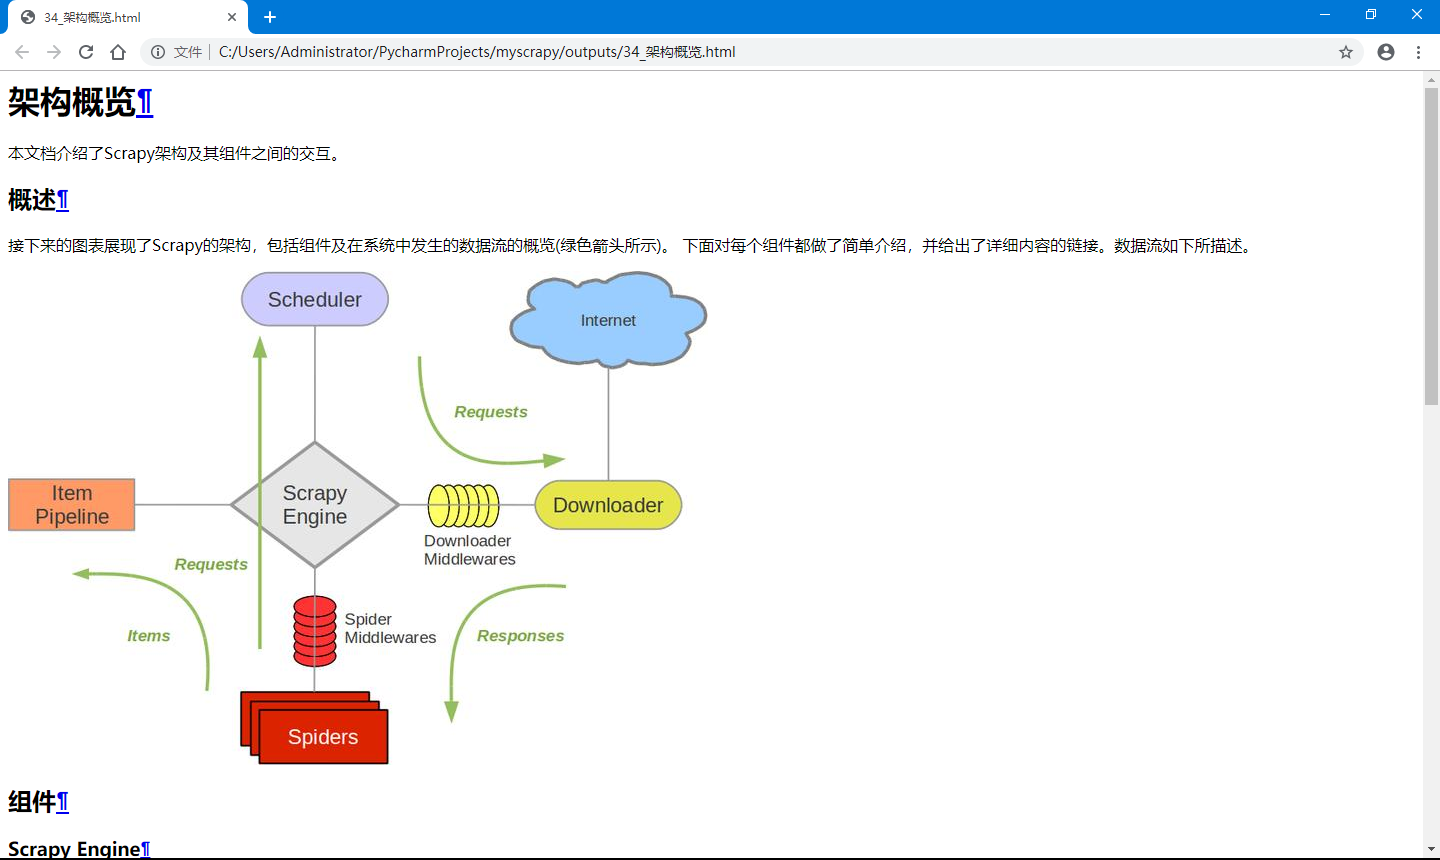 34_架构概览.html
文件
C:/Users/Administrator/PycharmProjects/myscrapy/outputs/34_架构概览.html
架构概览¶
本文档介绍了Scrapy架构及其组件之间的交互。
概述¶
接下来的图表展现了Scrapy的架构，包括组件及在系统中发生的数据流的概览(绿色箭头所示)。 下面对每个组件都做了简单介绍，并给出了详细内容的链接。数据流如下所描述。
Scheduler
Internet
Requests
Item
Pipeline
Scrapy
Engine
Downloader
Downloader
Middlewares
Requests
Items
Spider
Middlewares
Responses
Spiders
组件¶
Scrapy Engine¶